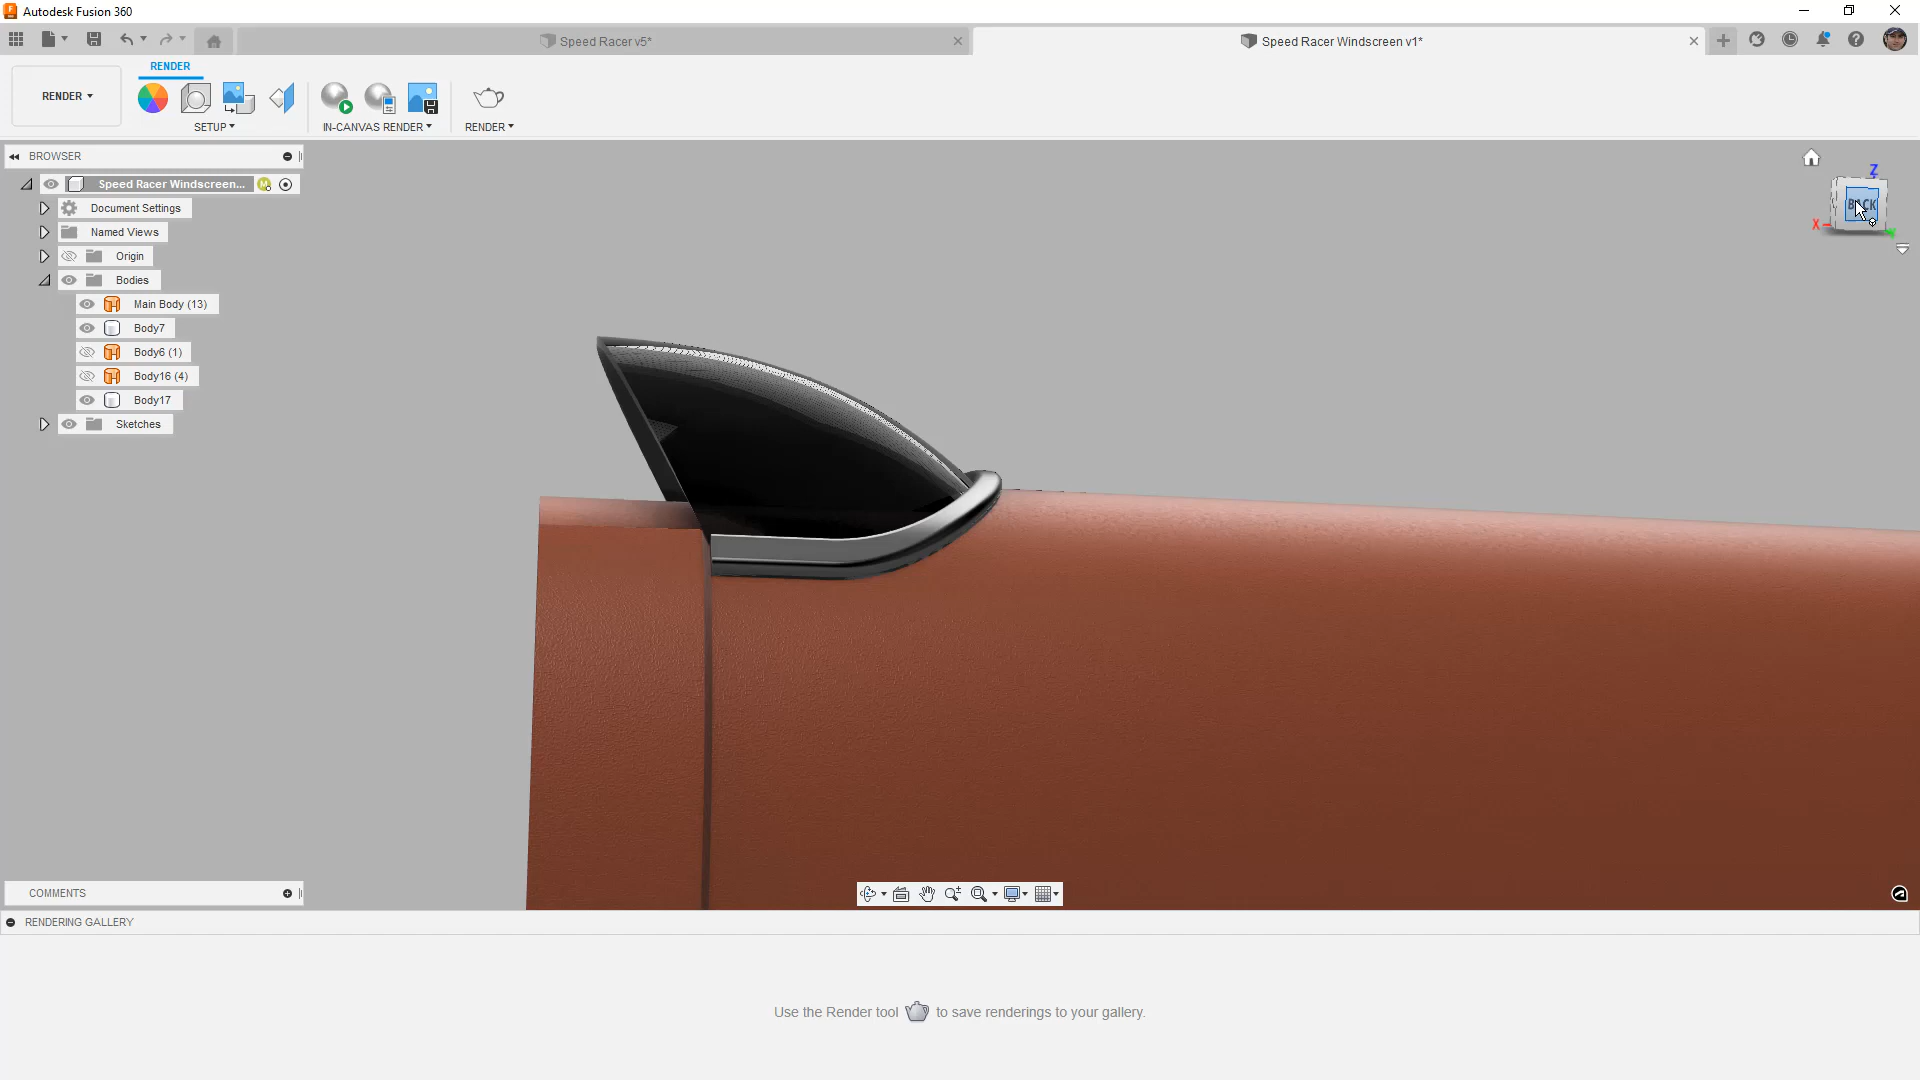 Autodesk Fusion 360
Speed Racer v5*
Speed Racer Windscreen v1*
RENDER
RENDER
SETUP
IN-CANVAS RENDER
RENDER
BROWSER
Speed Racer Windscreen...
M
Document Settings
Named Views
Origin
Bodies
Main Body (13)
Body7
Body6 (1)
Body16 (4)
Body17
Sketches
Z
BACK
X
COMMENTS
RENDERING GALLERY
Use the Render tool to save renderings to your gallery.